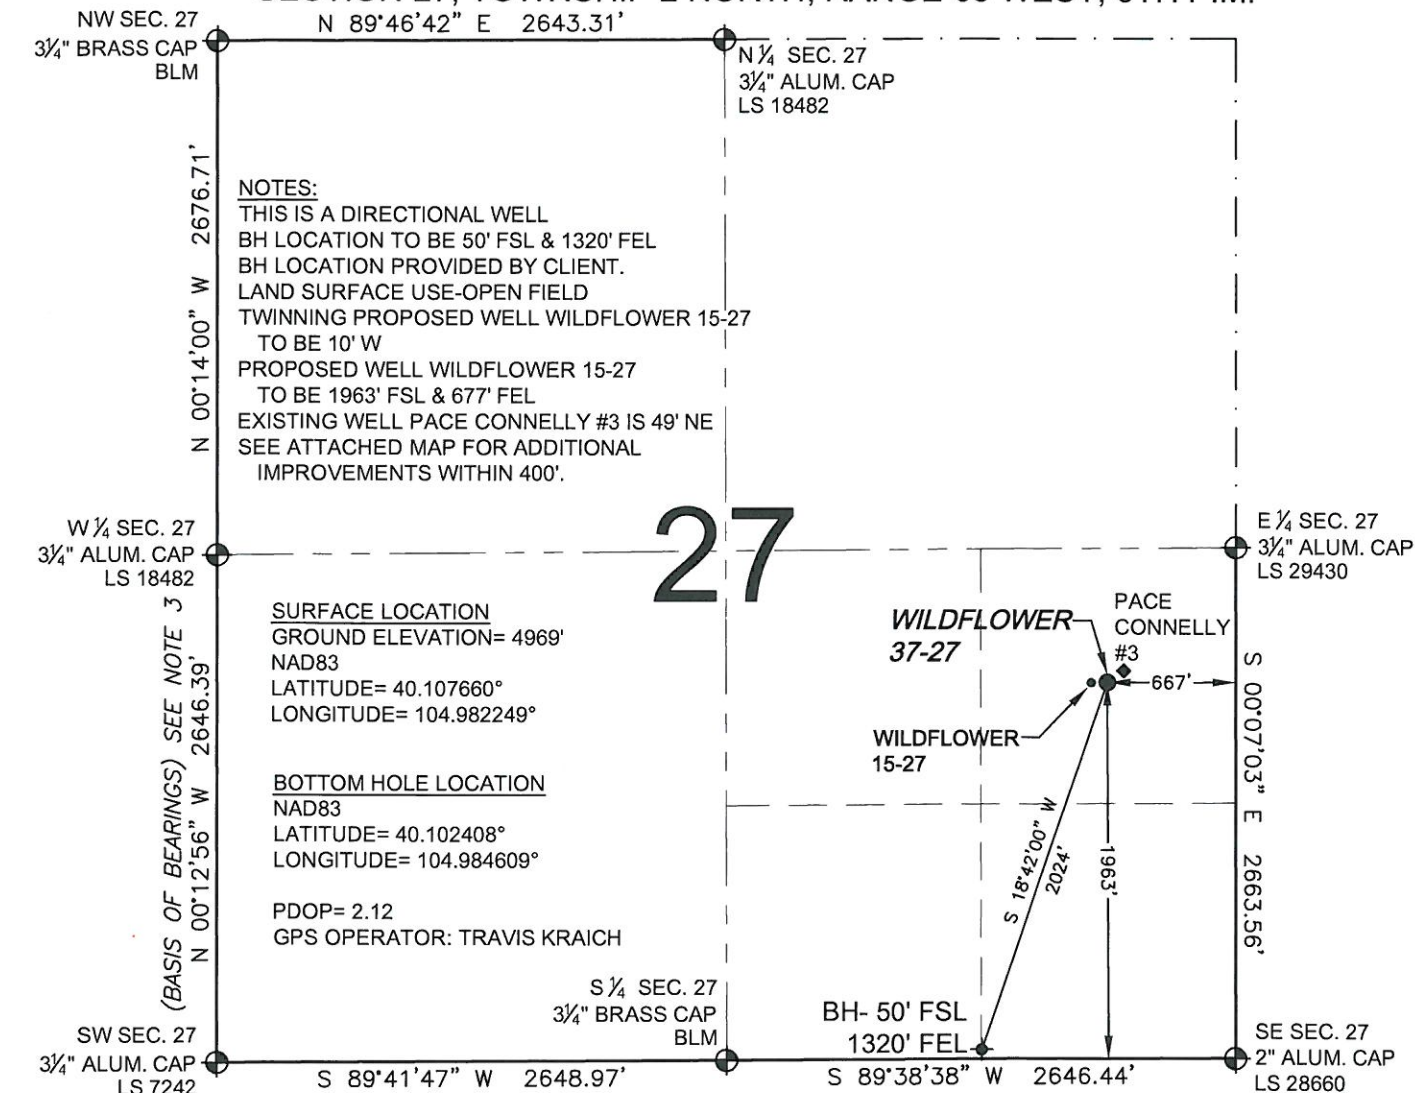 N 89°46'42" E 2643.31'
NW SEC. 27
3¼" BRASS CAP
BLM
N ¼ SEC. 27
3¼" ALUM. CAP
LS 18482
N 00°14'00" W 2676.71'
NOTES:
THIS IS A DIRECTIONAL WELL
BH LOCATION TO BE 50' FSL & 1320' FEL
BH LOCATION PROVIDED BY CLIENT.
LAND SURFACE USE-OPEN FIELD
TWINNING PROPOSED WELL WILDFLOWER 15-27
TO BE 10' W
PROPOSED WELL WILDFLOWER 15-27
TO BE 1963' FSL & 677' FEL
EXISTING WELL PACE CONNELLY #3 IS 49' NE
SEE ATTACHED MAP FOR ADDITIONAL
IMPROVEMENTS WITHIN 400'.
27
W ¼ SEC. 27
3¼" ALUM. CAP
LS 18482
E ¼ SEC. 27
3¼" ALUM. CAP
LS 29430
(BASIS OF BEARINGS) SEE NOTE 3
N 00°12'56" W 2646.39'
SURFACE LOCATION
GROUND ELEVATION= 4969'
NAD83
LATITUDE= 40.107660°
LONGITUDE= 104.982249°
BOTTOM HOLE LOCATION
NAD83
LATITUDE= 40.102408°
LONGITUDE= 104.984609°
PDOP= 2.12
GPS OPERATOR: TRAVIS KRAICH
WILDFLOWER
37-27
PACE
CONNELLY
#3
667'
WILDFLOWER
15-27
S 18°42'00" W
2024'
1963'
S 00°07'03" E 2663.56'
S ¼ SEC. 27
3¼" BRASS CAP
BLM
BH- 50' FSL
1320' FEL
SW SEC. 27
3¼" ALUM. CAP
LS 7242
S 89°41'47" W 2648.97'
S 89°38'38" W 2646.44'
SE SEC. 27
2" ALUM. CAP
LS 28660